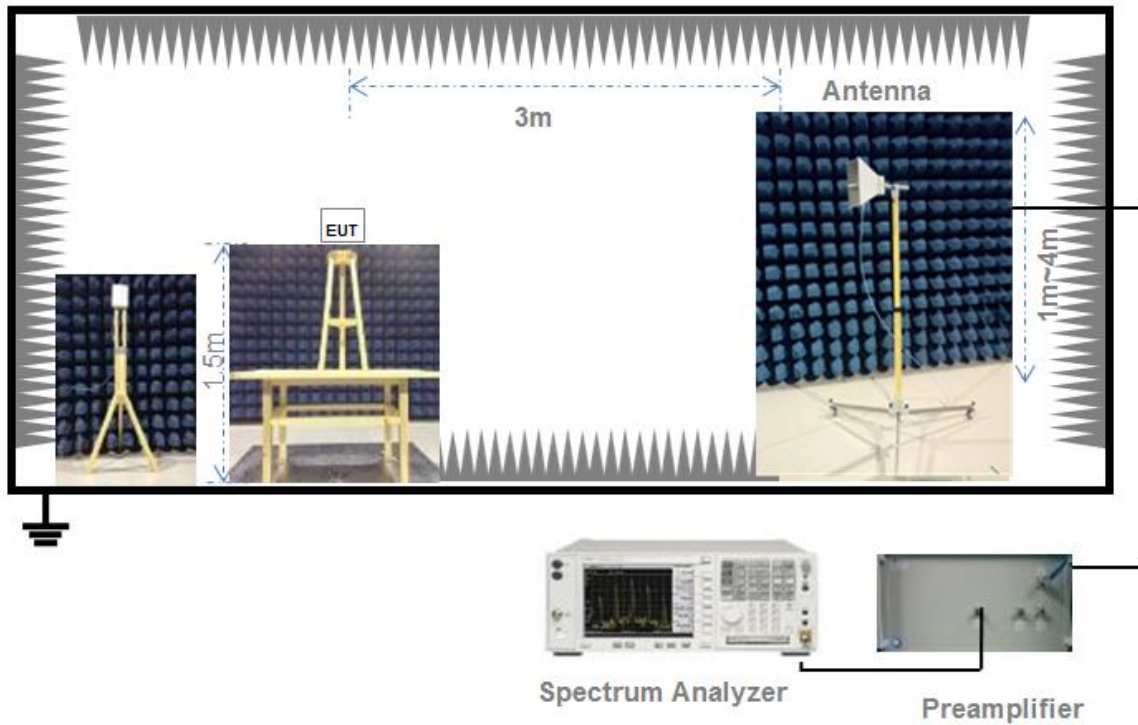 Antenna
3m
EUT
1.5m
1m~4m
Spectrum Analyzer
Preamplifier